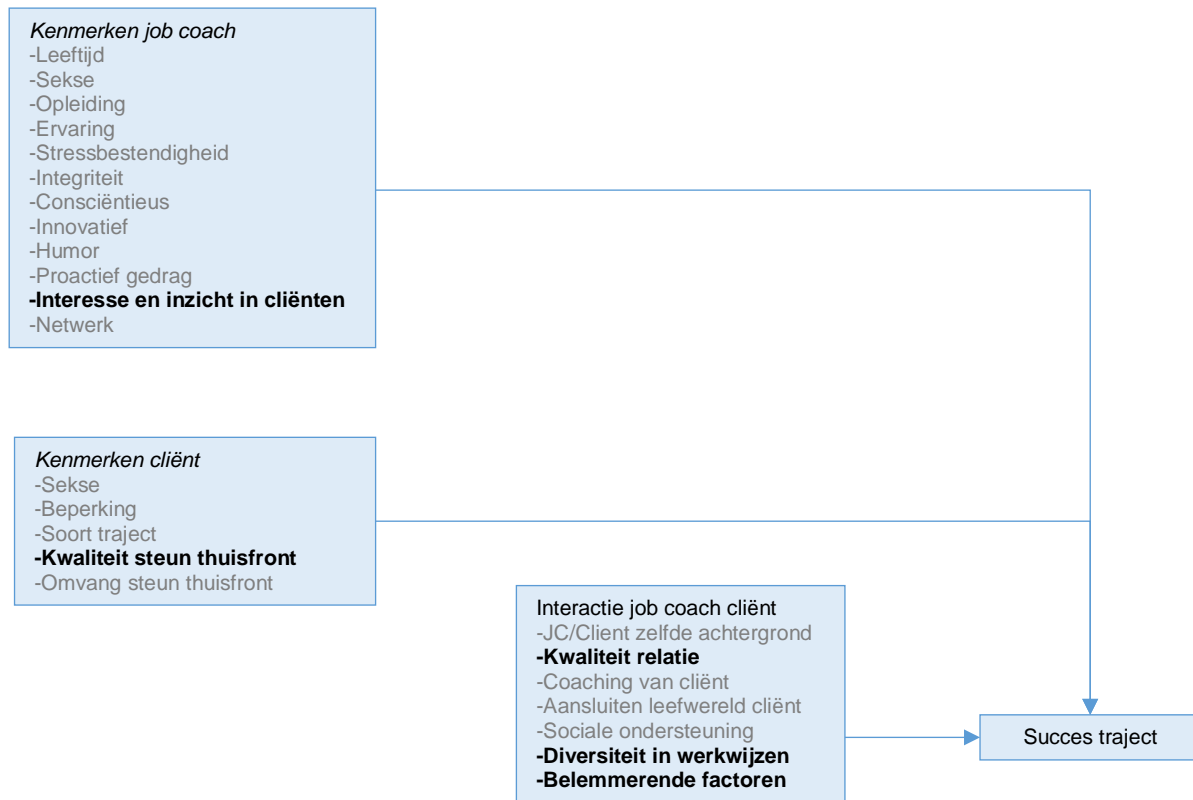 Kenmerken job coach
-Leeftijd
-Sekse
-Opleiding
-Ervaring
-Stressbestendigheid
-Integriteit
-Consciëntieus
-Innovatief
-Humor
-Proactief gedrag
-Interesse en inzicht in cliënten
-Netwerk
Kenmerken cliënt
-Sekse
-Beperking
-Soort traject
-Kwaliteit steun thuisfront
-Omvang steun thuisfront
Interactie job coach cliënt
-JC/Client zelfde achtergrond
-Kwaliteit relatie
-Coaching van cliënt
-Aansluiten leefwereld cliënt
-Sociale ondersteuning
-Diversiteit in werkwijzen
-Belemmerende factoren
Succes traject